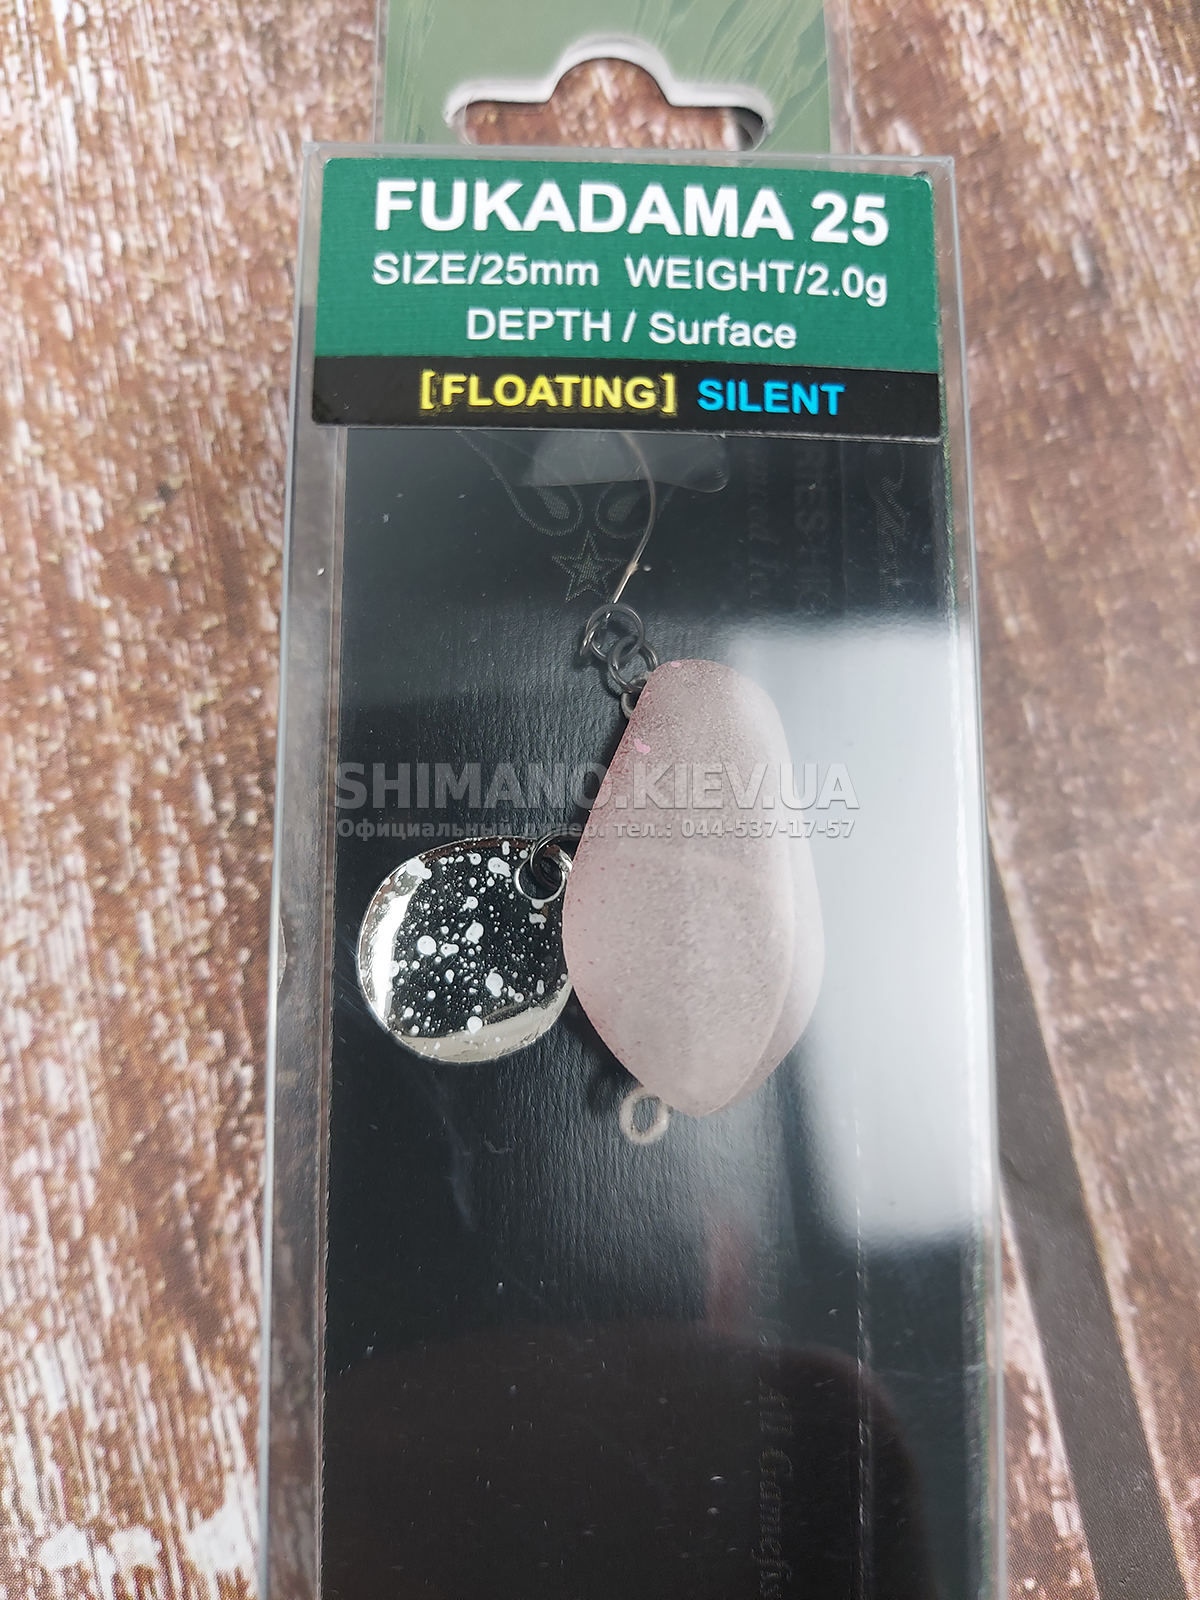 FUKADAMA 25
SIZE/25mm WEIGHT/2.0g
DEPTH / Surface
[FLOATING] SILENT
SHIMANO.KIEV.UA
Официальный дилер. тел.: 044-537-17-57